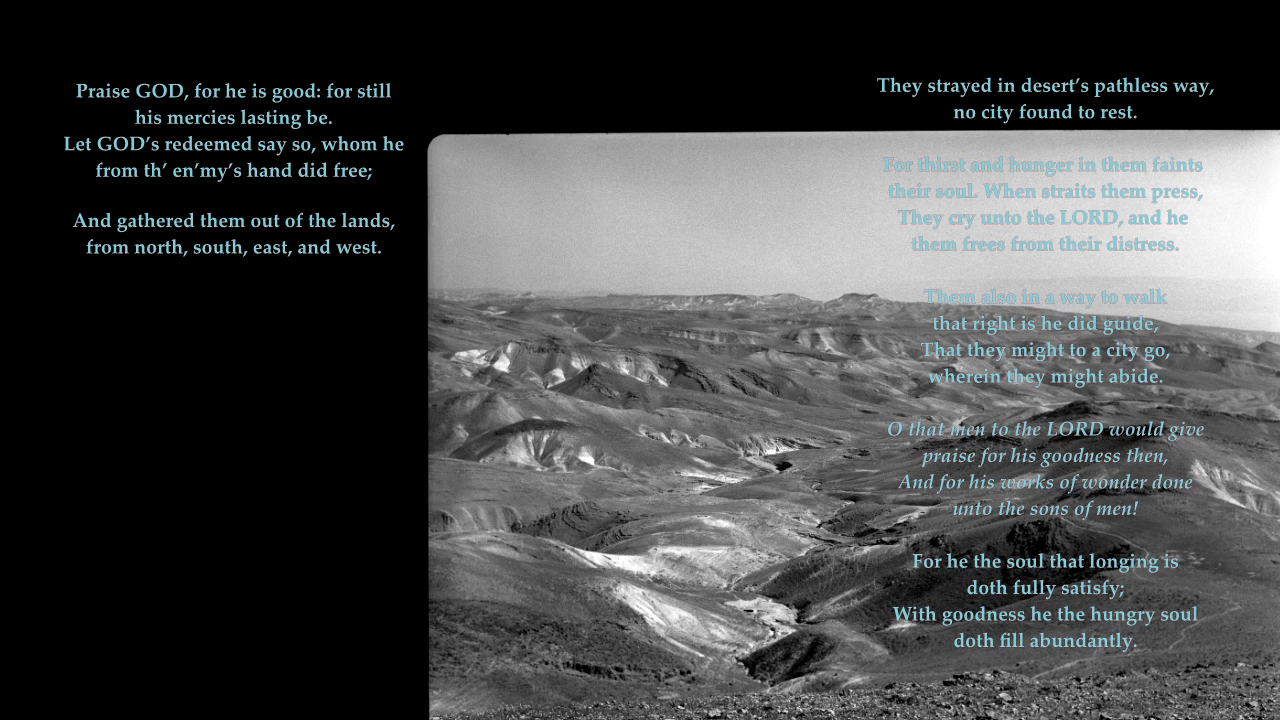 Praise GOD, for he is good: for still
his mercies lasting be.
Let GOD’s redeemed say so, whom he
from th’ en’my’s hand did free;
And gathered them out of the lands,
from north, south, east, and west.
They strayed in desert’s pathless way,
no city found to rest.
For thirst and hunger in them faints
their soul. When straits them press,
They cry unto the LORD, and he
them frees from their distress.
Them also in a way to walk
that right is he did guide,
That they might to a city go,
wherein they might abide.
O that men to the LORD would give
praise for his goodness then,
And for his works of wonder done
unto the sons of men!
For he the soul that longing is
doth fully satisfy;
With goodness he the hungry soul
doth fill abundantly.